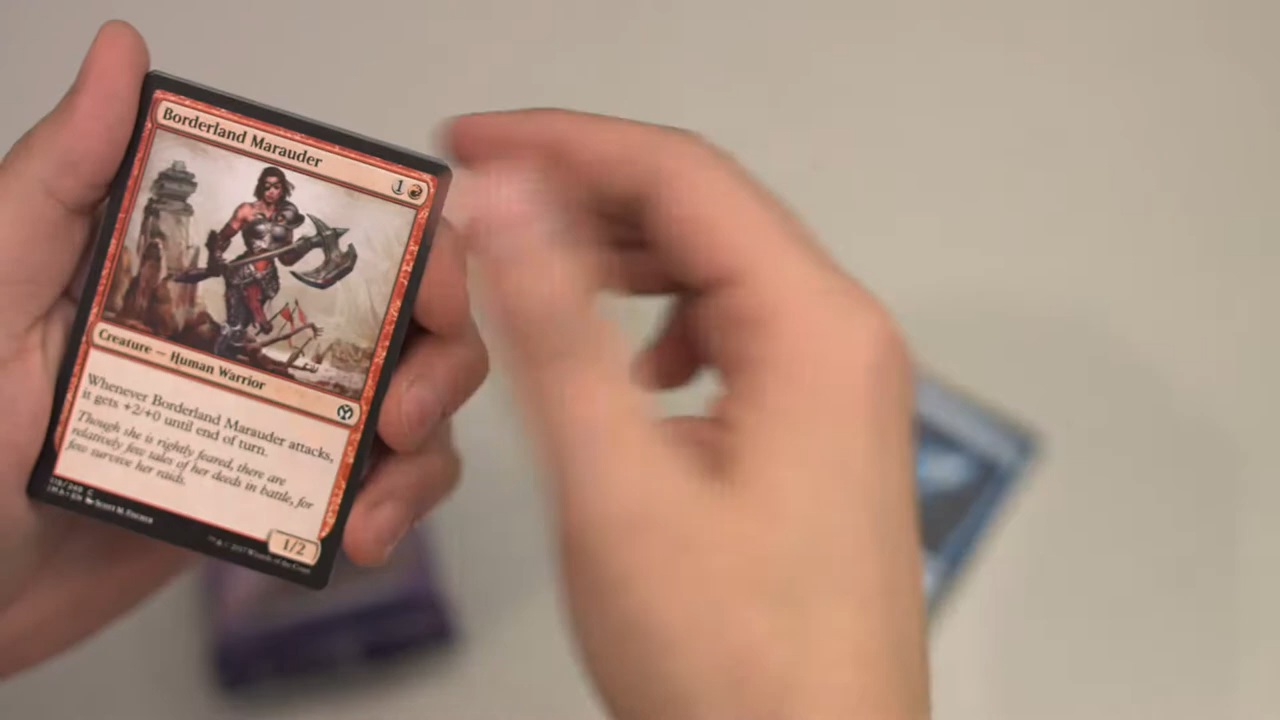 Borderland Marauder
1
Creature — Human Warrior
Whenever Borderland Marauder attacks,
it gets +2/+0 until end of turn.
Though she is rightly feared, there are
relatively few tales of her deeds in battle, for
few survive her raids.
1/2